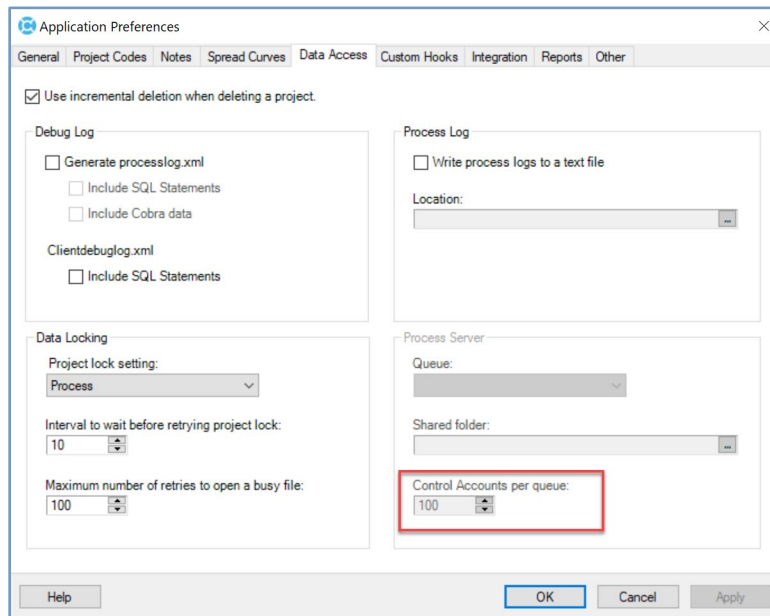 Application Preferences
General Project Codes Notes Spread Curves Data Access Custom Hooks Integration Reports Other
Use incremental deletion when deleting a project.
Debug Log
Generate processlog.xml
Include SQL Statements
Include Cobra data
Clientdebuglog.xml
Include SQL Statements
Process Log
Write process logs to a text file
Location:
...
Data Locking
Project lock setting:
Process
Interval to wait before retrying project lock:
10
Maximum number of retries to open a busy file:
100
Process Server
Queue:
Shared folder:
...
Control Accounts per queue:
100
Help OK Cancel Apply